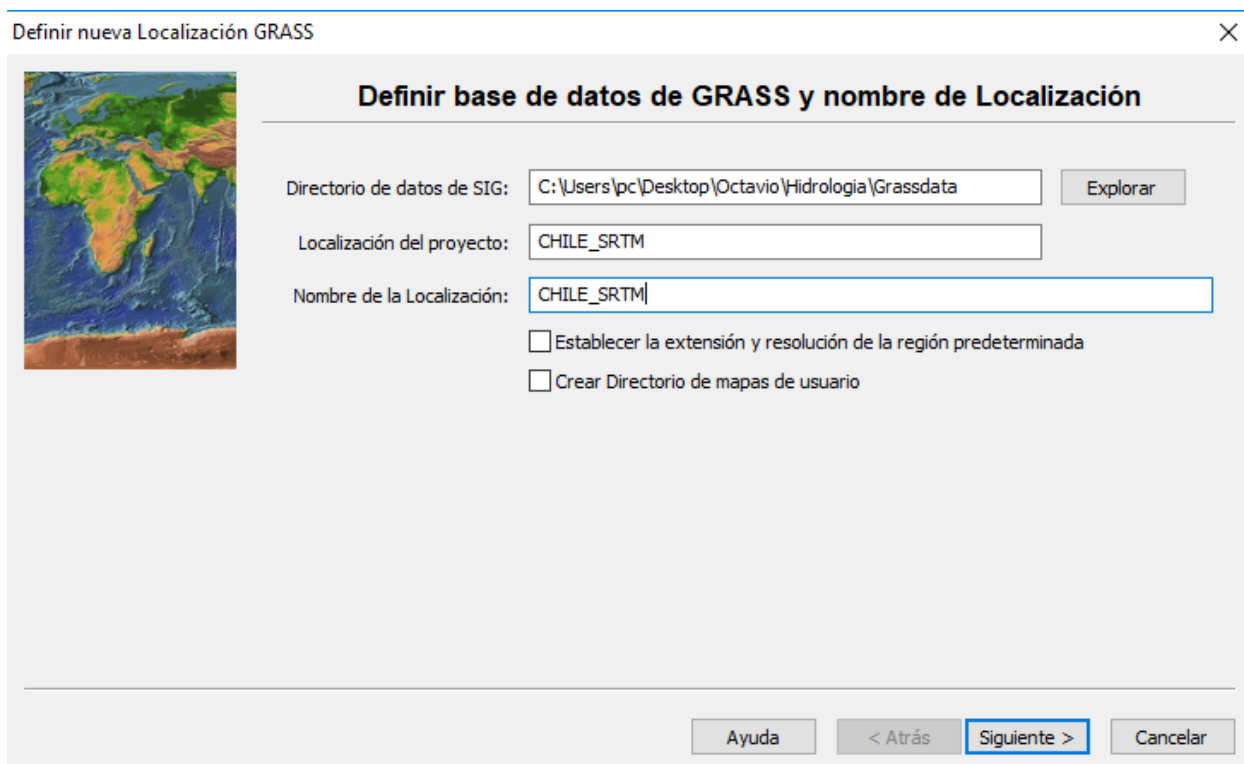 Definir nueva Localización GRASS
Definir base de datos de GRASS y nombre de Localización
Directorio de datos de SIG: C:\Users\pc\Desktop\Octavio\Hidrologia\Grassdata Explorar
Localización del proyecto: CHILE_SRTM
Nombre de la Localización: CHILE_SRTM
Establecer la extensión y resolución de la región predeterminada
Crear Directorio de mapas de usuario
Ayuda < Atrás Siguiente > Cancelar